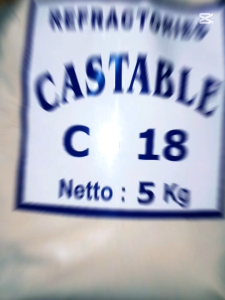 REFRACTORIES
CASTABLE
C 18
Netto : 5 Kg